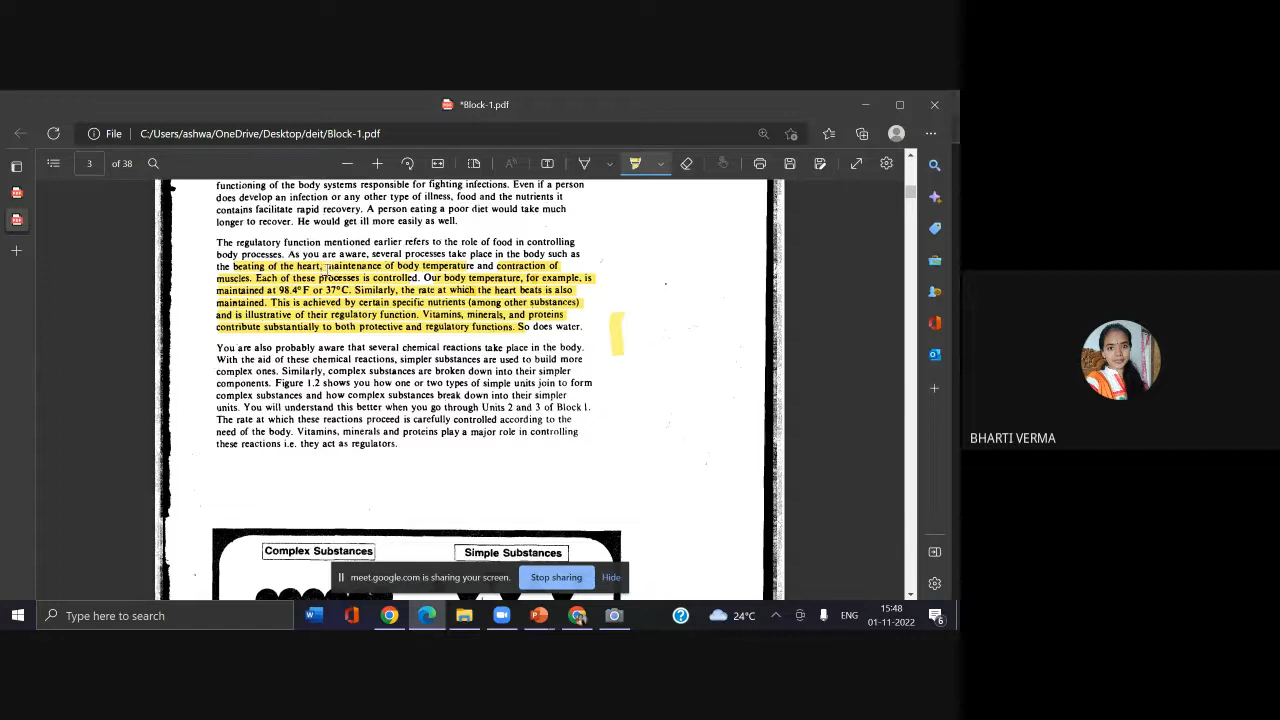 *Block-1.pdf
File C:/Users/ashwa/OneDrive/Desktop/deit/Block-1.pdf
3 of 38
functioning of the body systems responsible for fighting infections. Even if a person
does develop an infection or any other type of illness, food and the nutrients it
contains facilitate rapid recovery. A person eating a poor diet would take much
longer to recover. He would get ill more easily as well.
The regulatory function mentioned earlier refers to the role of food in controlling
body processes. As you are aware, several processes take place in the body such as
the beating of the heart, maintenance of body temperature and contraction of
muscles. Each of these processes is controlled. Our body temperature, for example, is
maintained at 98.4° F or 37°C. Similarly, the rate at which the heart beats is also
maintained. This is achieved by certain specific nutrients (among other substances)
and is illustrative of their regulatory function. Vitamins, minerals, and proteins
contribute substantially to both protective and regulatory functions. So does water.
You are also probably aware that several chemical reactions take place in the body.
With the aid of these chemical reactions, simpler substances are used to build more
complex ones. Similarly, complex substances are broken down into their simpler
components. Figure 1.2 shows you how one or two types of simple units join to form
complex substances and how complex substances break down into their simpler
units. You will understand this better when you go through Units 2 and 3 of Block 1.
The rate at which these reactions proceed is carefully controlled according to the
need of the body. Vitamins, minerals and proteins play a major role in controlling
these reactions i.e. they act as regulators.
Complex Substances Simple Substances
meet.google.com is sharing your screen. Stop sharing Hide
BHARTI VERMA
Type here to search
24°C ENG 15:48
01-11-2022
6